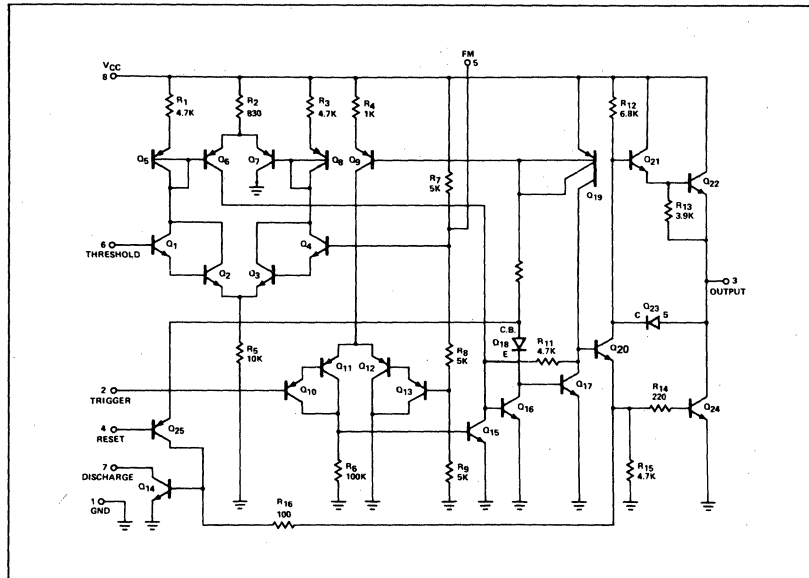 FM
5
VCC
8
R1
4.7K
R2
830
R3
4.7K
R4
1K
R12
6.8K
Q5
Q6
Q7
Q8
Q9
Q21
Q22
R7
5K
Q19
R13
3.9K
6
THRESHOLD
Q1
Q2
Q3
Q4
3
OUTPUT
Q23
C
S
C.B.
Q18
E
R11
4.7K
Q20
R5
10K
Q11
Q12
R8
5K
2
TRIGGER
Q10
Q13
Q17
R14
220
Q16
Q24
4
RESET
Q25
Q15
7
DISCHARGE
R6
100K
R9
5K
R15
4.7K
Q14
1
GND
R16
100